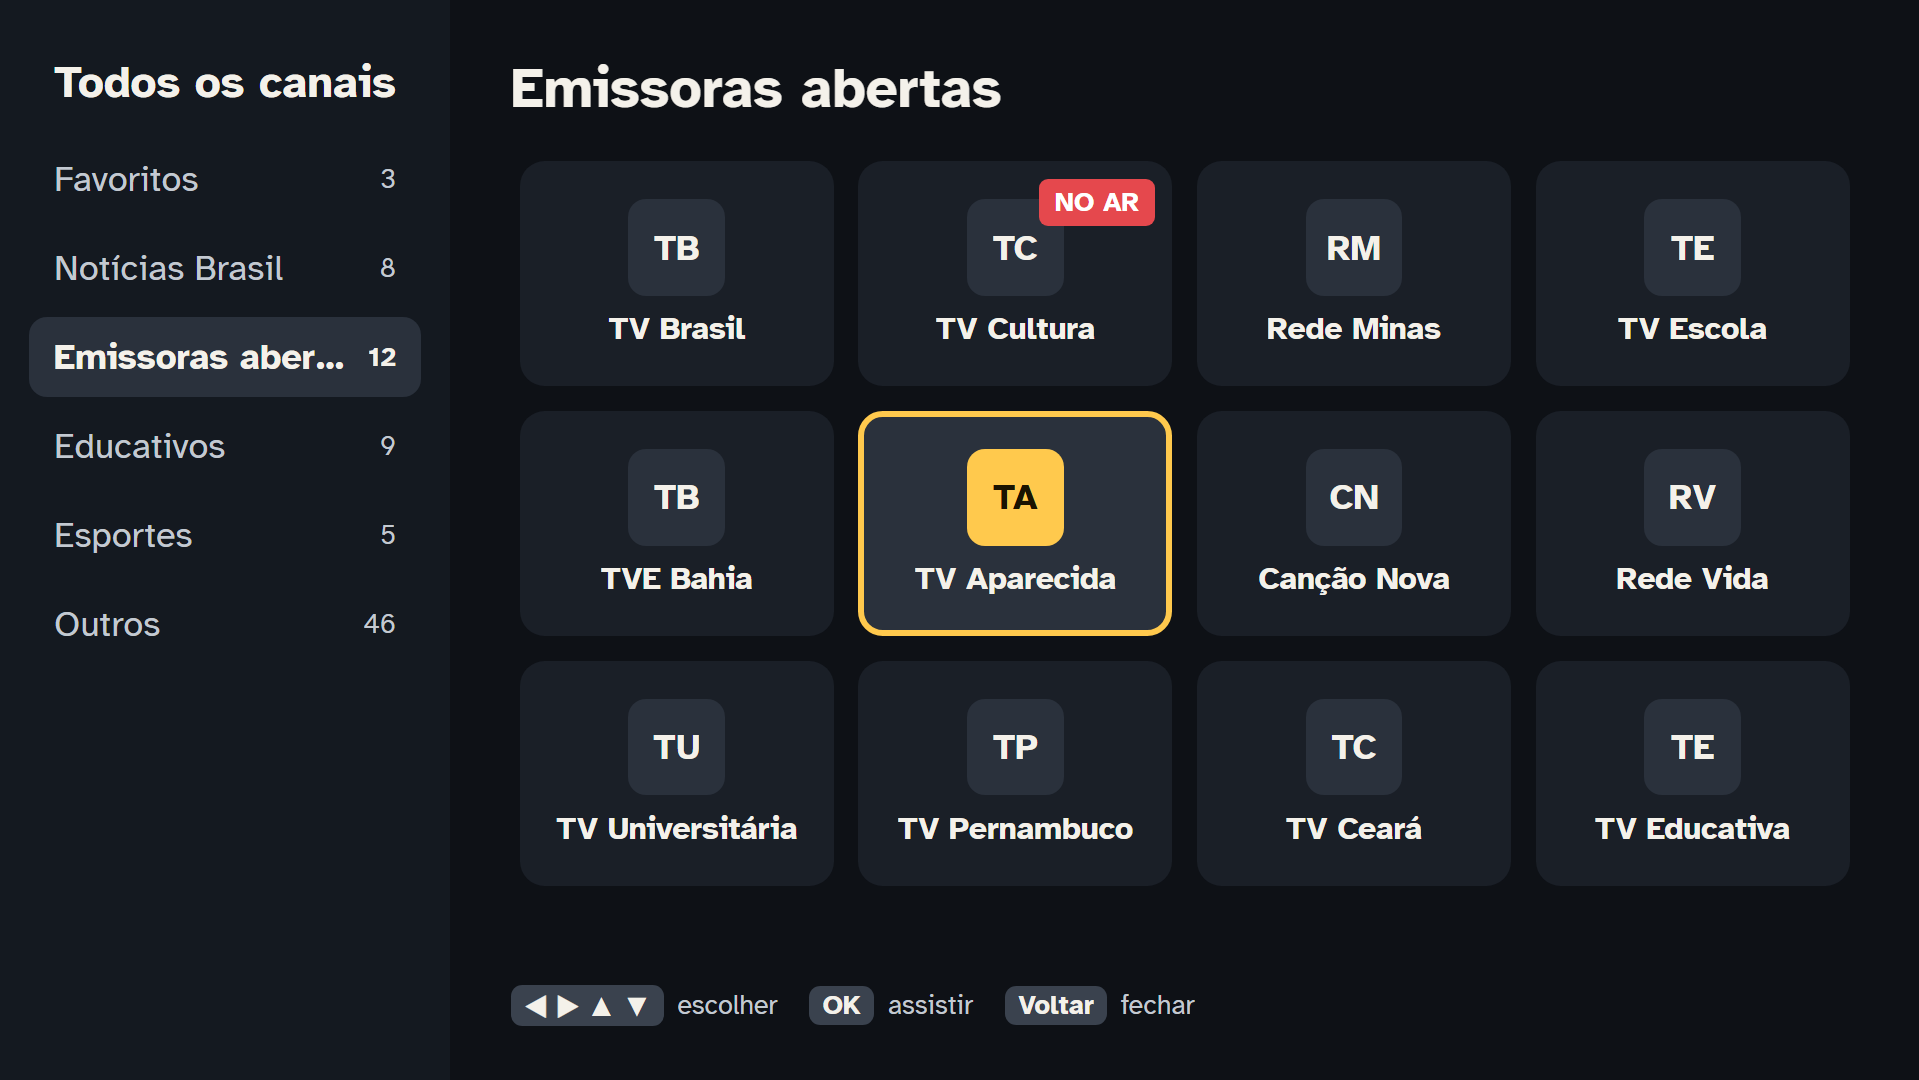 Todos os canais
Favoritos 3
Notícias Brasil 8
Emissoras aber... 12
Educativos 9
Esportes 5
Outros 46
Emissoras abertas
TB
TV Brasil
NO AR
TC
TV Cultura
RM
Rede Minas
TE
TV Escola
TB
TVE Bahia
TA
TV Aparecida
CN
Canção Nova
RV
Rede Vida
TU
TV Universitária
TP
TV Pernambuco
TC
TV Ceará
TE
TV Educativa
◀ ▶ ▲ ▼ escolher OK assistir Voltar fechar